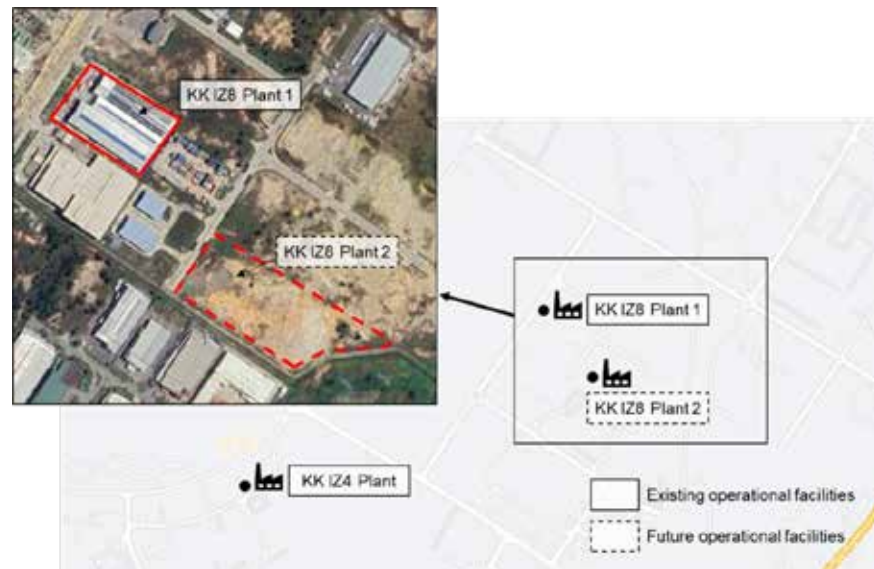 KK IZ8 Plant 1
KK IZ8 Plant 2
KK IZ8 Plant 1
KK IZ8 Plant 2
KK IZ4 Plant
Existing operational facilities
Future operational facilities